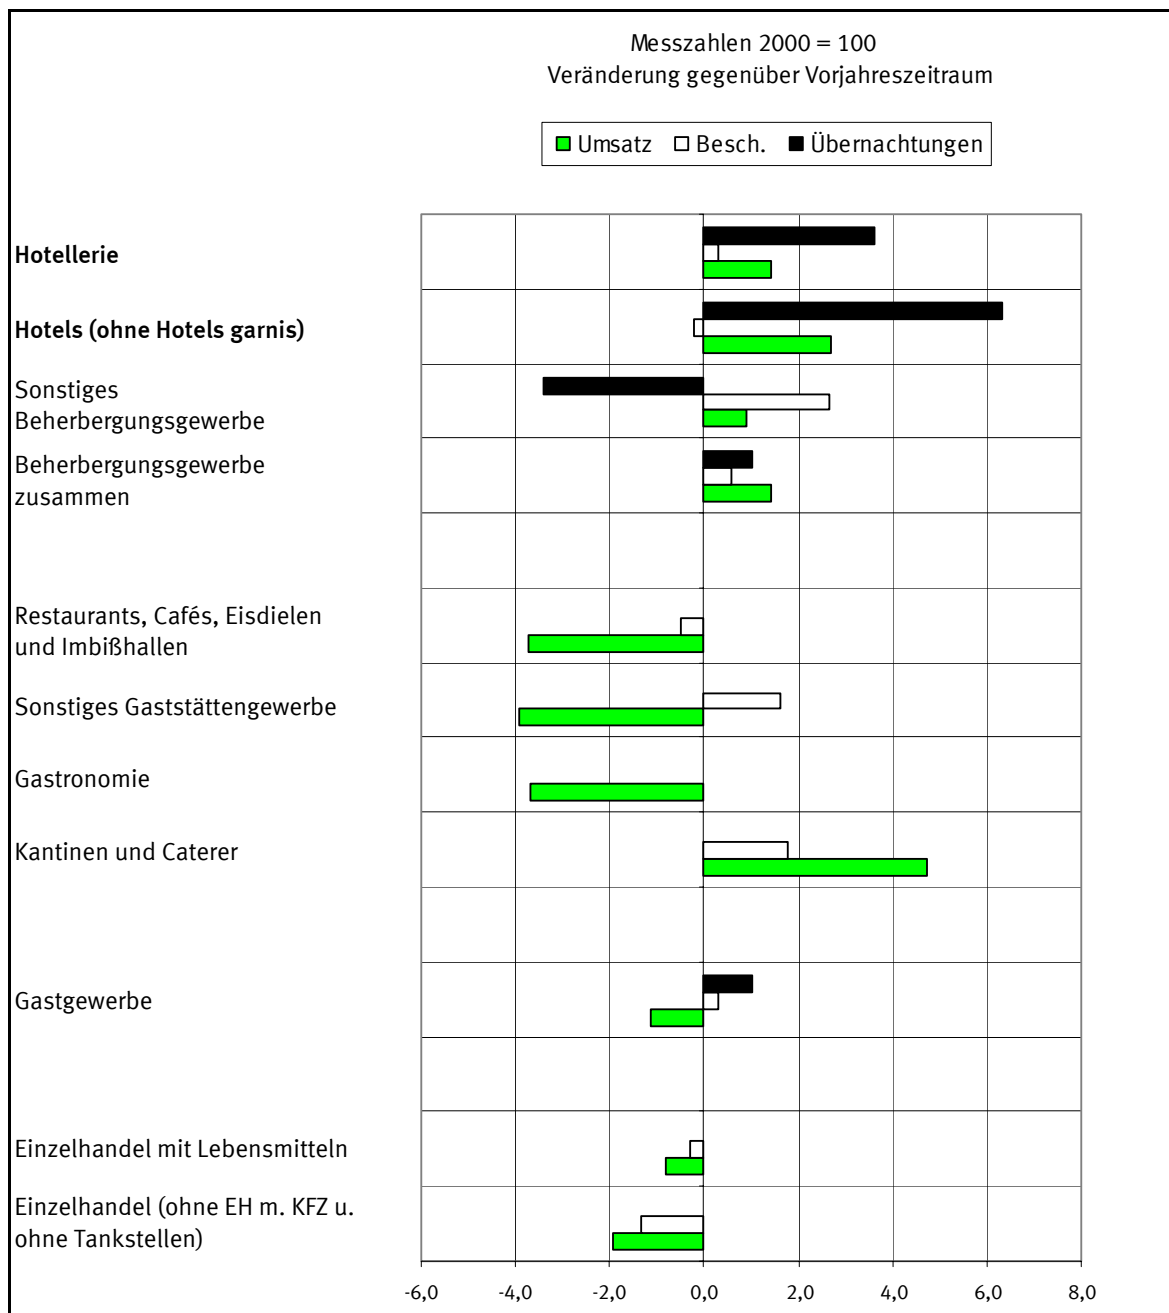 Messzahlen 2000 = 100
Veränderung gegenüber Vorjahreszeitraum
Umsatz Besch. Übernachtungen
Hotellerie
Hotels (ohne Hotels garnis)
Sonstiges
Beherbergungsgewerbe
Beherbergungsgewerbe
zusammen
Restaurants, Cafés, Eisdielen
und Imbißhallen
Sonstiges Gaststättengewerbe
Gastronomie
Kantinen und Caterer
Gastgewerbe
Einzelhandel mit Lebensmitteln
Einzelhandel (ohne EH m. KFZ u.
ohne Tankstellen)
-6,0 -4,0 -2,0 0,0 2,0 4,0 6,0 8,0